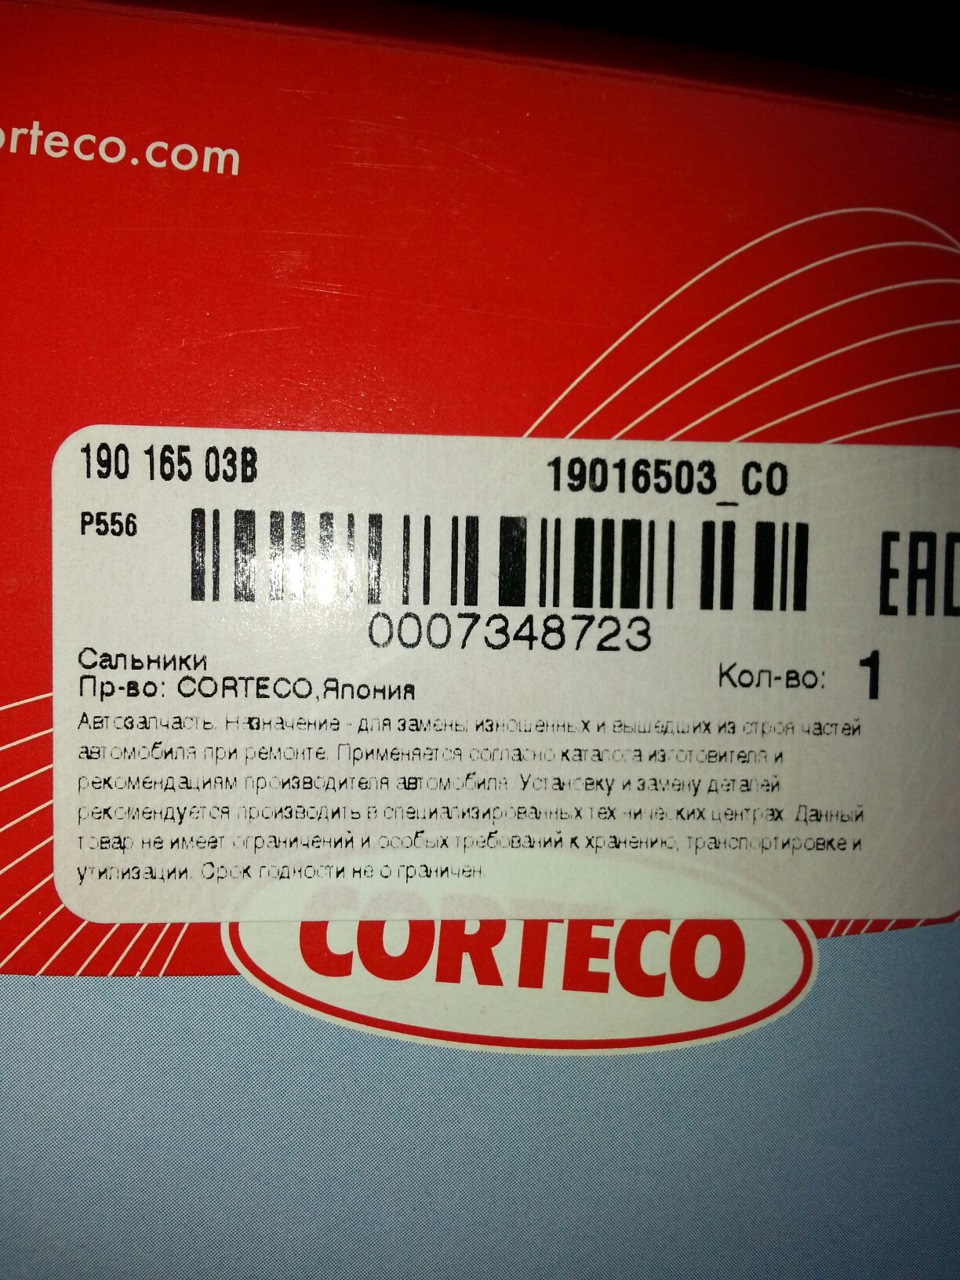 orteco.com
190 165 03B
19016503_CO
P556
EAC
0007348723
Сальники
Пр-во: CORTECO,Япония
Кол-во: 1
Автозапчасть. Назначение - для замены изношенных и вышедших из строя частей
автомобиля при ремонте. Применяется согласно каталога изготовителя и
рекомендациям производителя автомобиля. Установку и замену деталей
рекомендуется производить в специализированных технических центрах. Данный
товар не имеет ограничений и особых требований к хранению, транспортировке и
утилизации. Срок годности не ограничен.
CORTECO